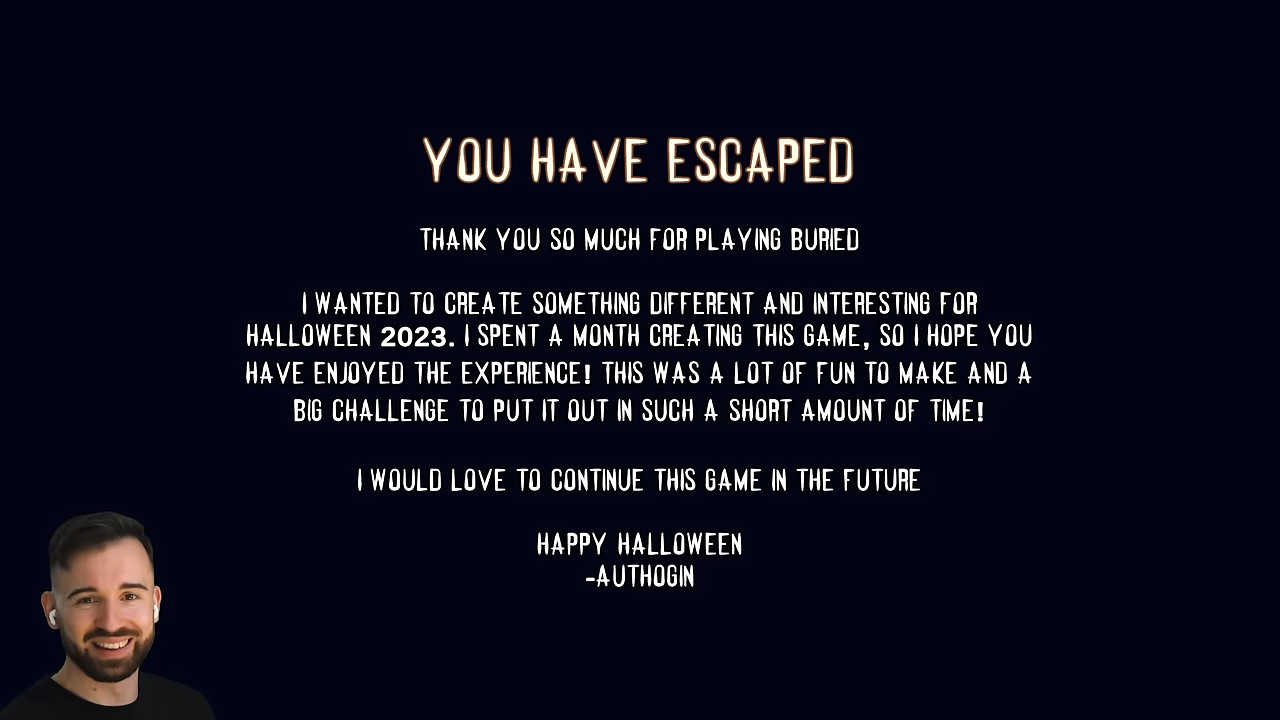 YOU HAVE ESCAPED
THANK YOU SO MUCH FOR PLAYING BURIED
I WANTED TO CREATE SOMETHING DIFFERENT AND INTERESTING FOR
HALLOWEEN 2023. I SPENT A MONTH CREATING THIS GAME, SO I HOPE YOU
HAVE ENJOYED THE EXPERIENCE! THIS WAS A LOT OF FUN TO MAKE AND A
BIG CHALLENGE TO PUT IT OUT IN SUCH A SHORT AMOUNT OF TIME!
I WOULD LOVE TO CONTINUE THIS GAME IN THE FUTURE
HAPPY HALLOWEEN
-AUTHOGIN